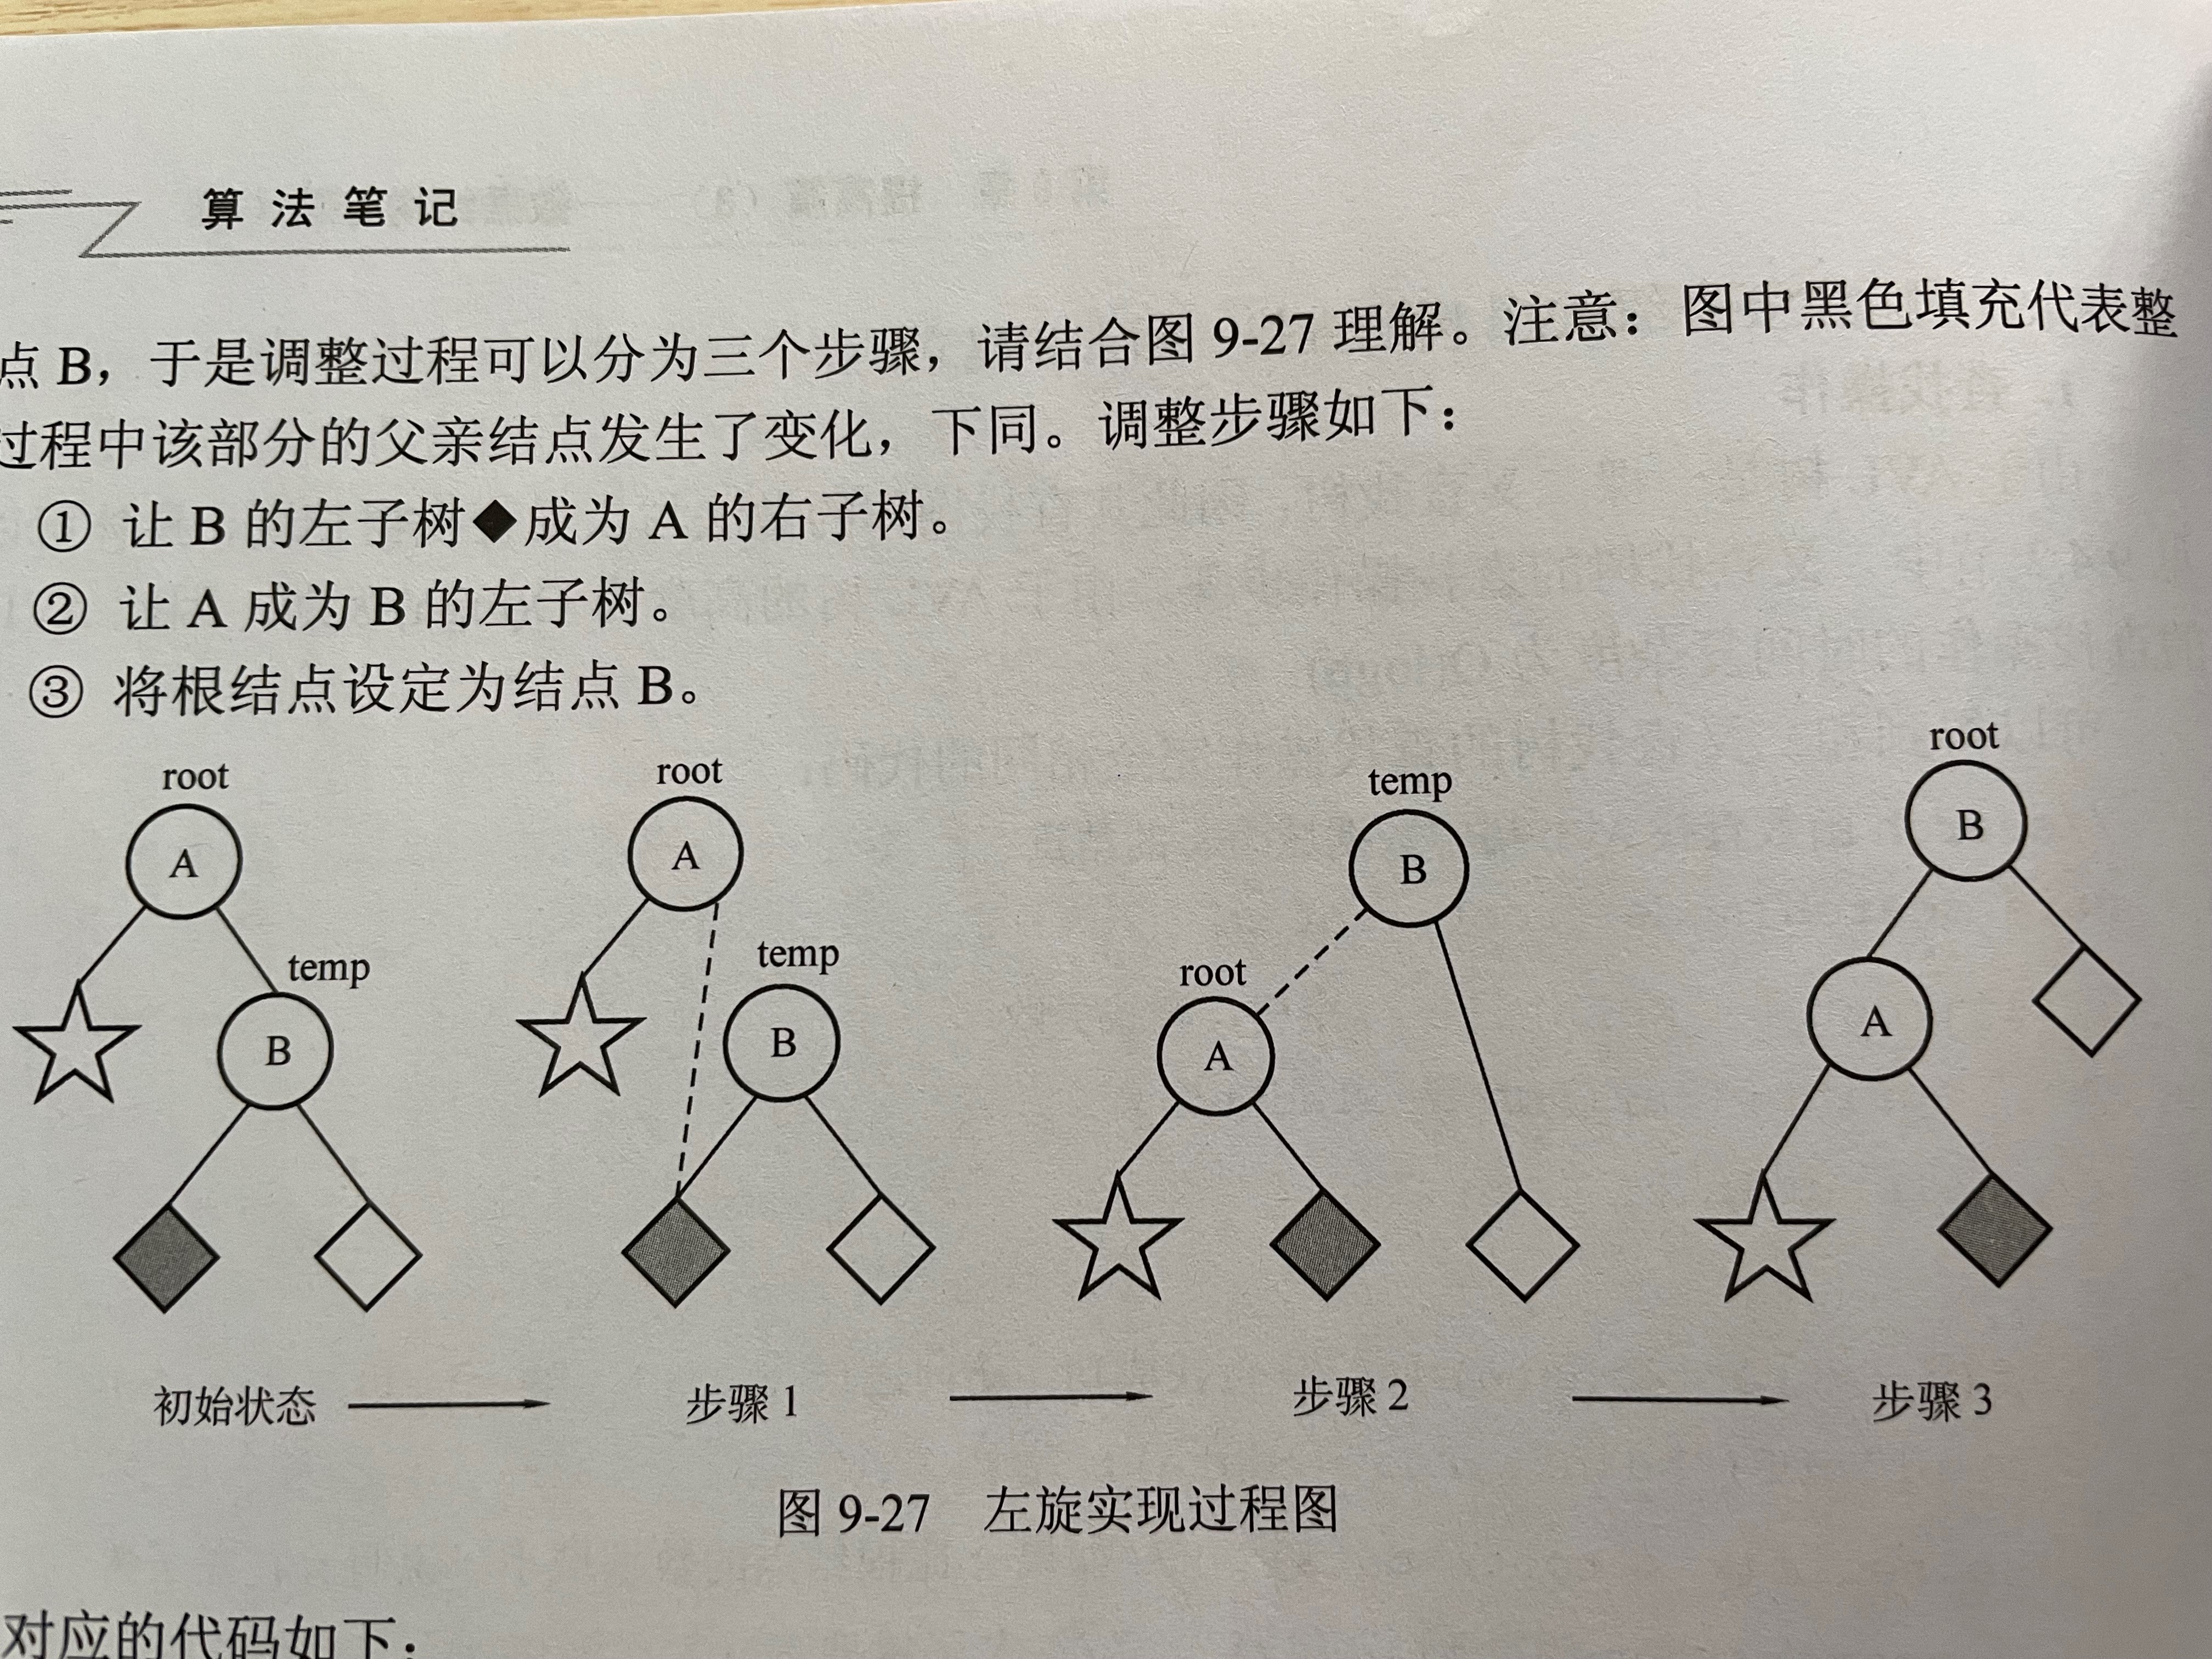 算法笔记
点 B，于是调整过程可以分为三个步骤，请结合图 9-27 理解。注意：图中黑色填充代表整
过程中该部分的父亲结点发生了变化，下同。调整步骤如下：
① 让 B 的左子树◆成为 A 的右子树。
② 让 A 成为 B 的左子树。
③ 将根结点设定为结点 B。
root
A
temp
B
root
A
temp
B
temp
B
root
A
root
B
A
初始状态
步骤 1
步骤 2
步骤 3
图 9-27 左旋实现过程图
对应的代码如下：